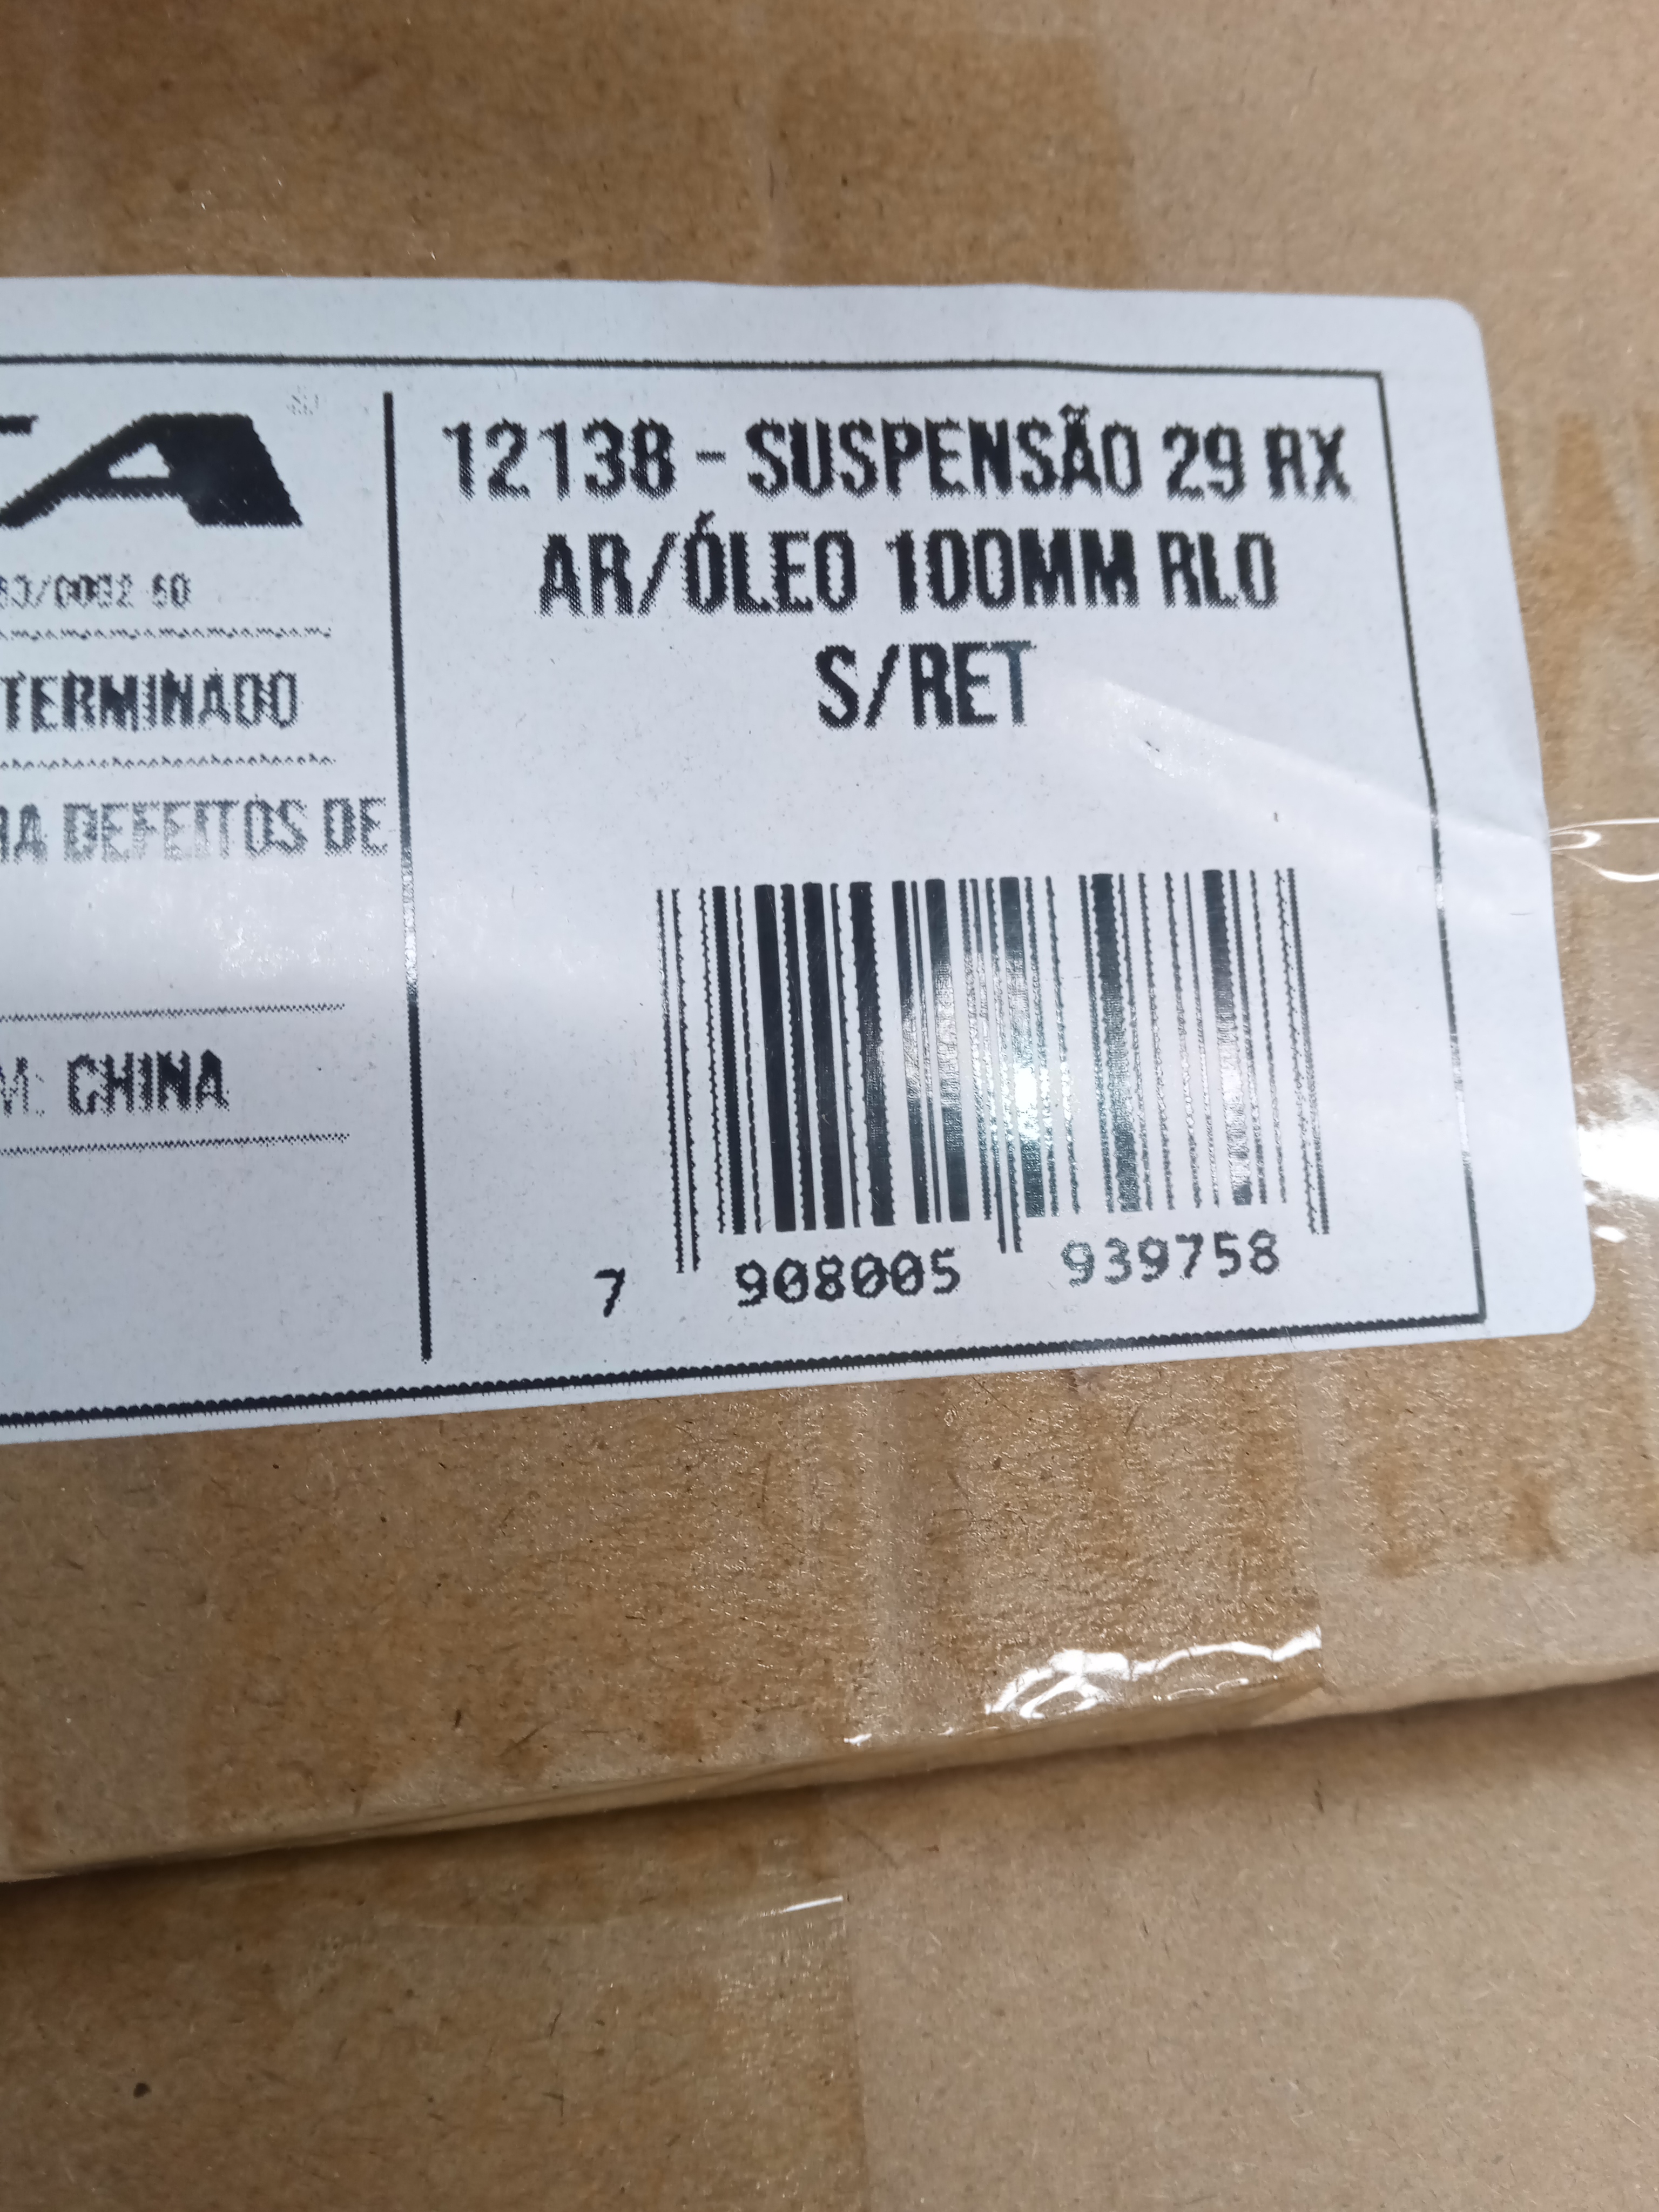 12138 - SUSPENSÃO 29 RX
AR/ÓLEO 100MM RLO
S/RET
TERMINADO
DEFEITOS DE
CHINA
7 908005 939758